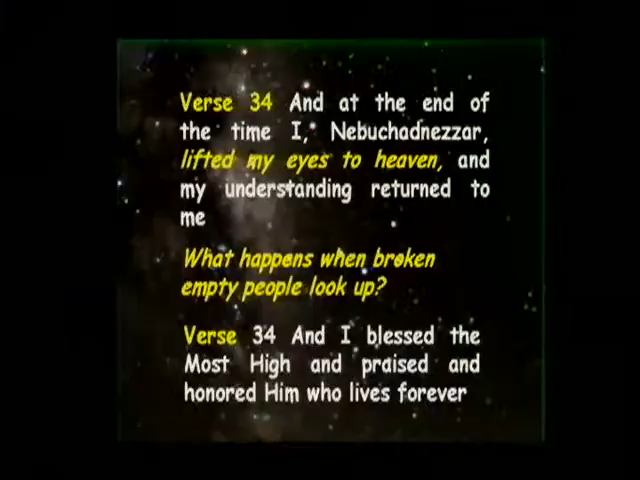 Verse 34 And at the end of
the time I, Nebuchadnezzar,
lifted my eyes to heaven, and
my understanding returned to
me
What happens when broken
empty people look up?
Verse 34 And I blessed the
Most High and praised and
honored Him who lives forever